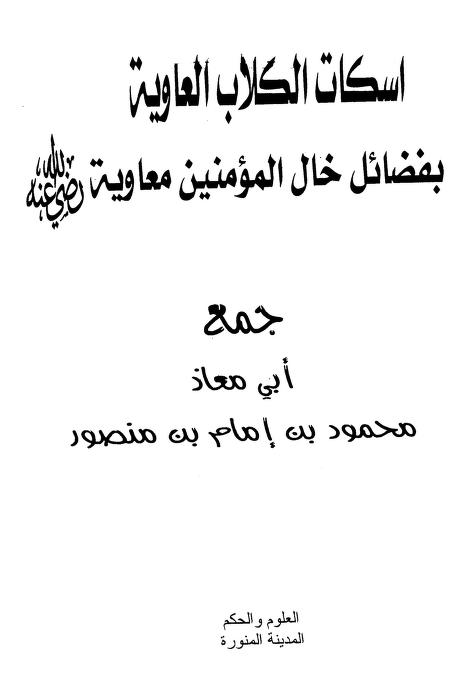 اسكات الكلاب العاوية
بفضائل خال المؤمنين معاوية رضي الله عنه
جمع
أبي معاذ
محمود بن إمام بن منصور
العلوم والحكم
المدينة المنورة